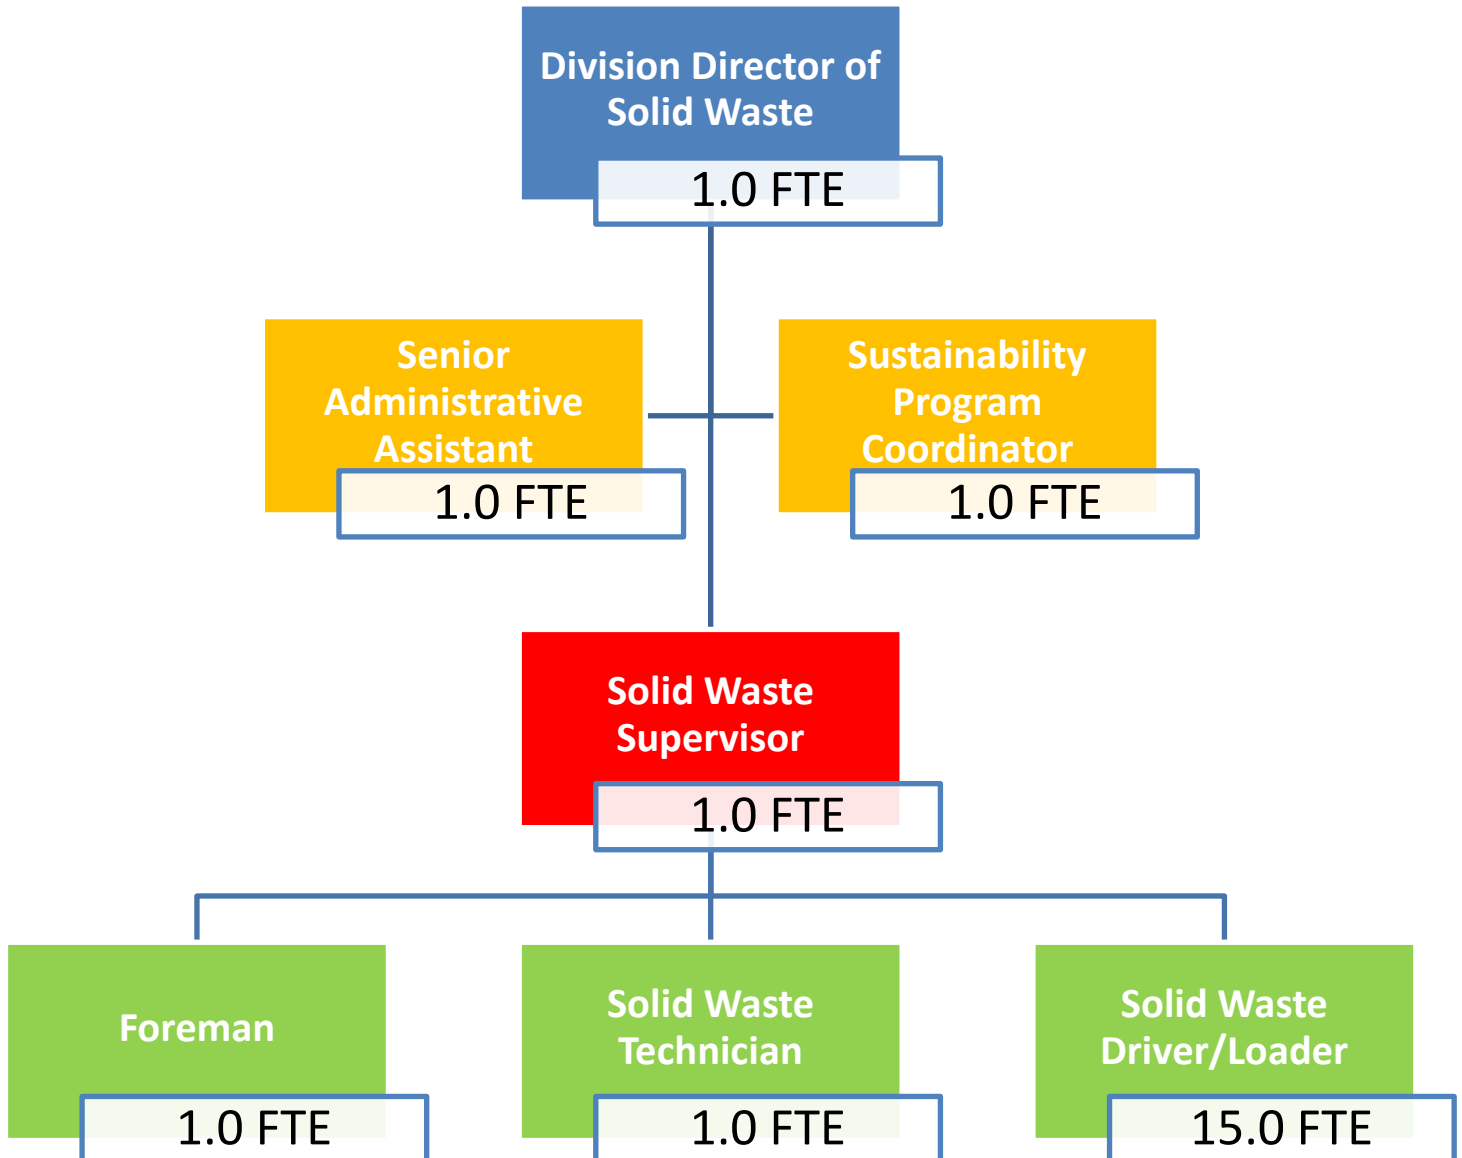 Division Director of
Solid Waste
1.0 FTE
Senior
Administrative
Assistant
1.0 FTE
Sustainability
Program
Coordinator
1.0 FTE
Solid Waste
Supervisor
1.0 FTE
Foreman
1.0 FTE
Solid Waste
Technician
1.0 FTE
Solid Waste
Driver/Loader
15.0 FTE